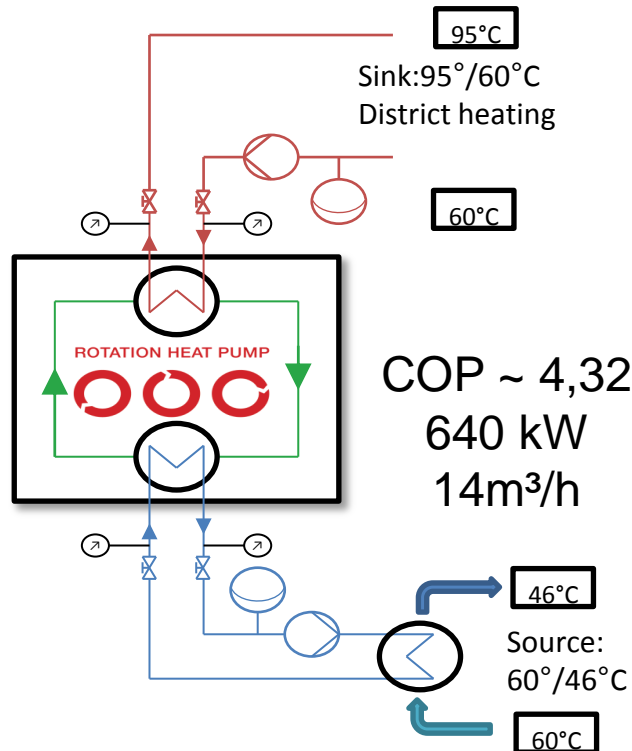 95°C
Sink:95°/60°C
District heating
60°C
ROTATION HEAT PUMP
COP ~ 4,32
640 kW
14m³/h
46°C
Source:
60°/46°C
60°C